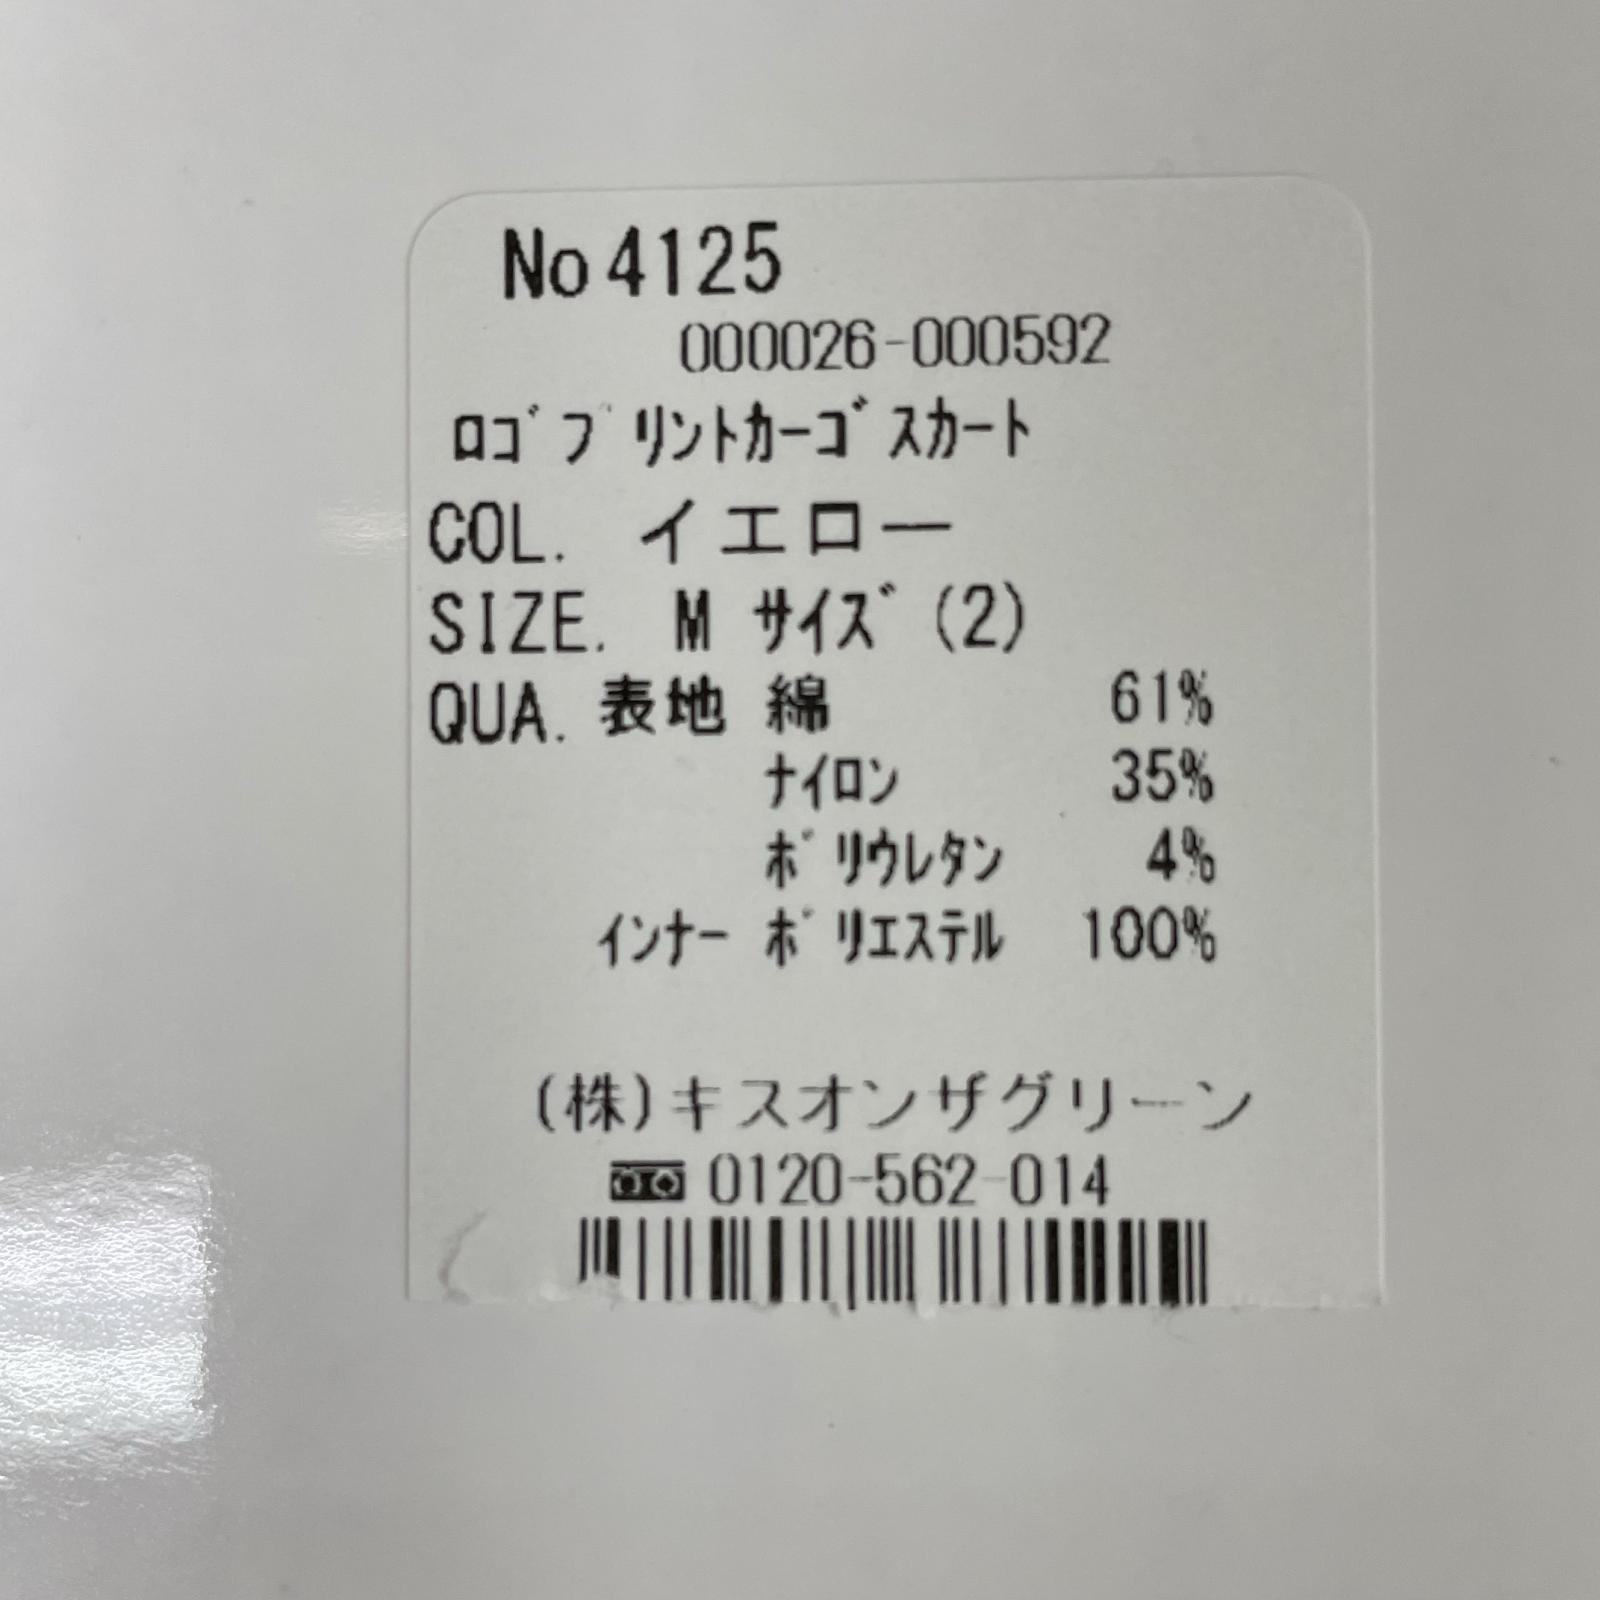 No4125
000026-000592
ﾛｺﾞﾌﾟﾘﾝﾄｶｰｺﾞｽｶｰﾄ
COL. イエロー
SIZE. M ｻｲｽﾞ(2)
QUA. 表地 綿 61%
ﾅｲﾛﾝ 35%
ﾎﾟﾘｳﾚﾀﾝ 4%
ｲﾝﾅｰ ﾎﾟﾘｴｽﾃﾙ 100%
(株)キスオンザグリーン
0120-562-014